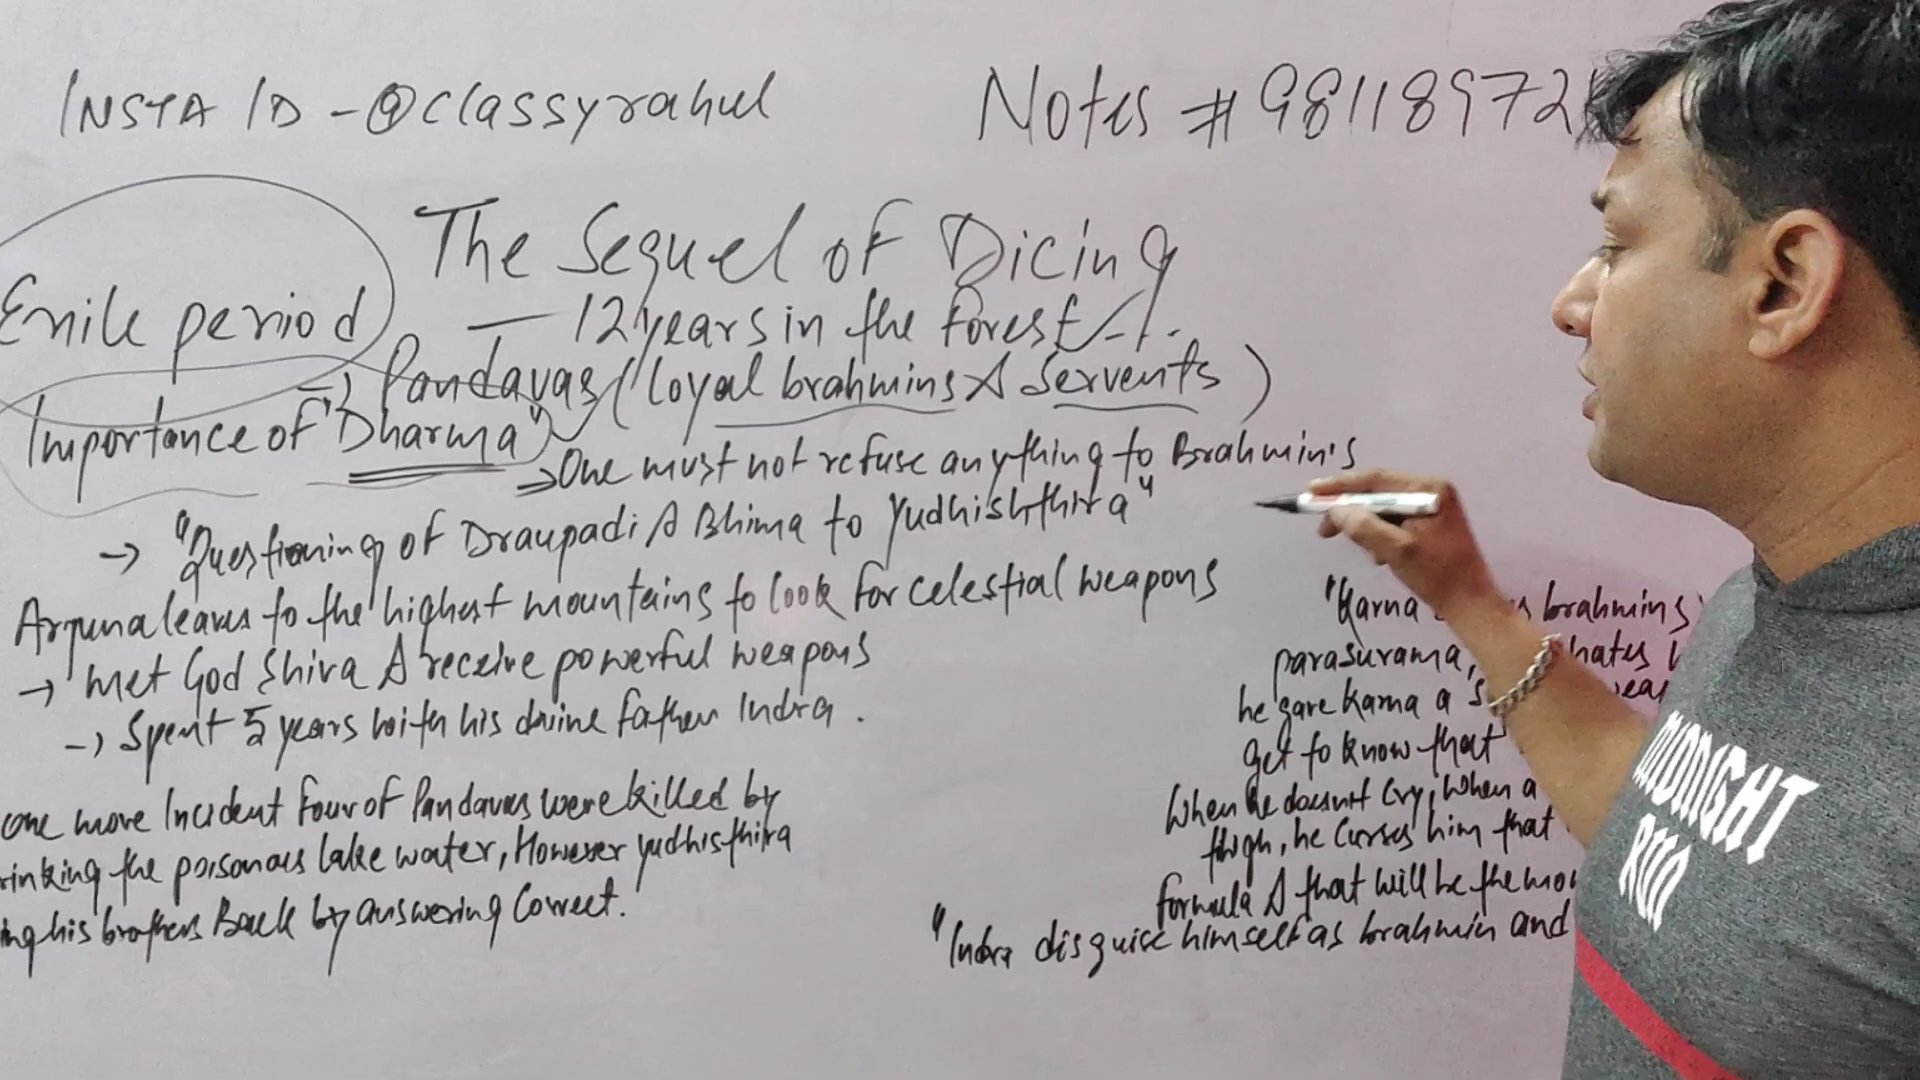 INSTA ID - @classyrahul
Notes # 98118972
The Sequel of Dicing
Exile period
— 12 years in the forest
→ Pandavas (loyal brahmins & servents)
Importance of "Dharma"
→ One must not refuse anything to Brahmin's
→ "Questioning of Draupadi & Bhima to Yudhishthira"
Arjuna leaves to the highest mountains to look for celestial weapons
→ Met God Shiva & receive powerful weapons
→ Spent 5 years with his divine father Indra.
one more Incident Four of Pandavas were killed by
rinking the poisonous lake water, However yudhisthira
ng his brothers Back by answering Correct.
"Karna brahmins
parasurama, hates
he gave Karna a
get to know that
When he doesn't Cry, When a
thigh, he Curses him that
formula & that will be the mo
"Indra disguise himself as brahmin and
MIDNIGHT
RUN